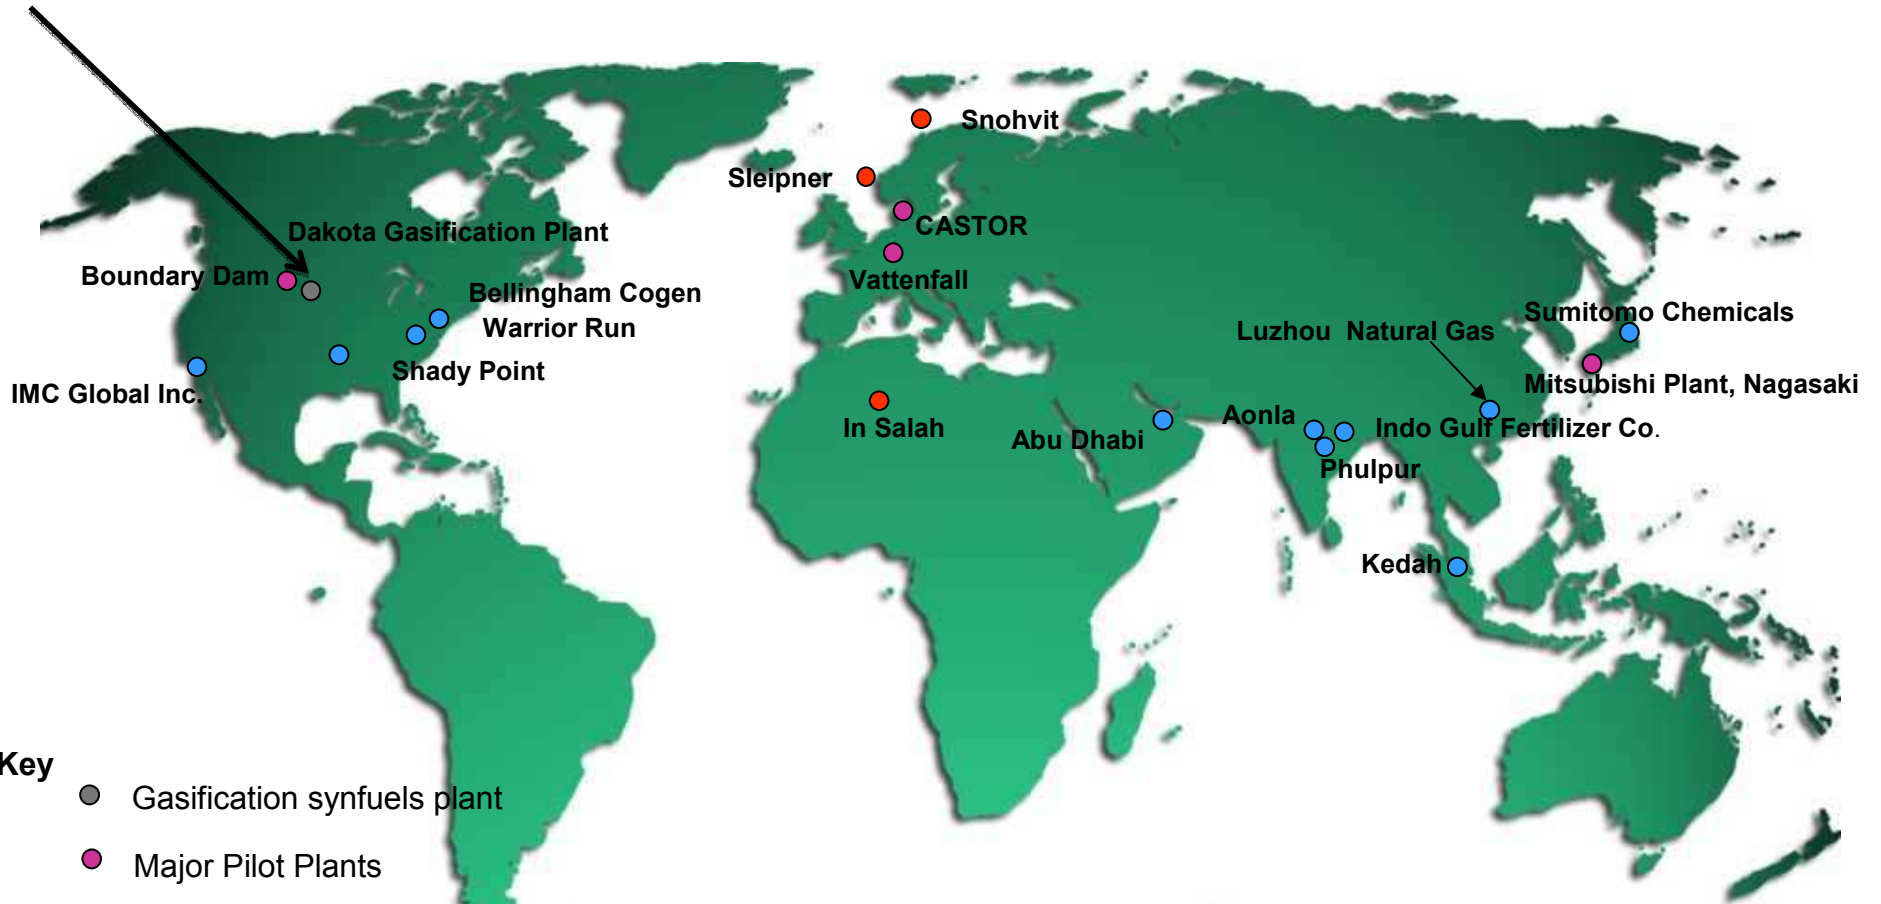 Snohvit
Sleipner
CASTOR
Dakota Gasification Plant
Boundary Dam
Vattenfall
Bellingham Cogen
Warrior Run
Sumitomo Chemicals
Luzhou Natural Gas
Shady Point
IMC Global Inc.
Mitsubishi Plant, Nagasaki
In Salah
Abu Dhabi
Aonla
Indo Gulf Fertilizer Co.
Phulpur
Kedah
Key
Gasification synfuels plant
Major Pilot Plants